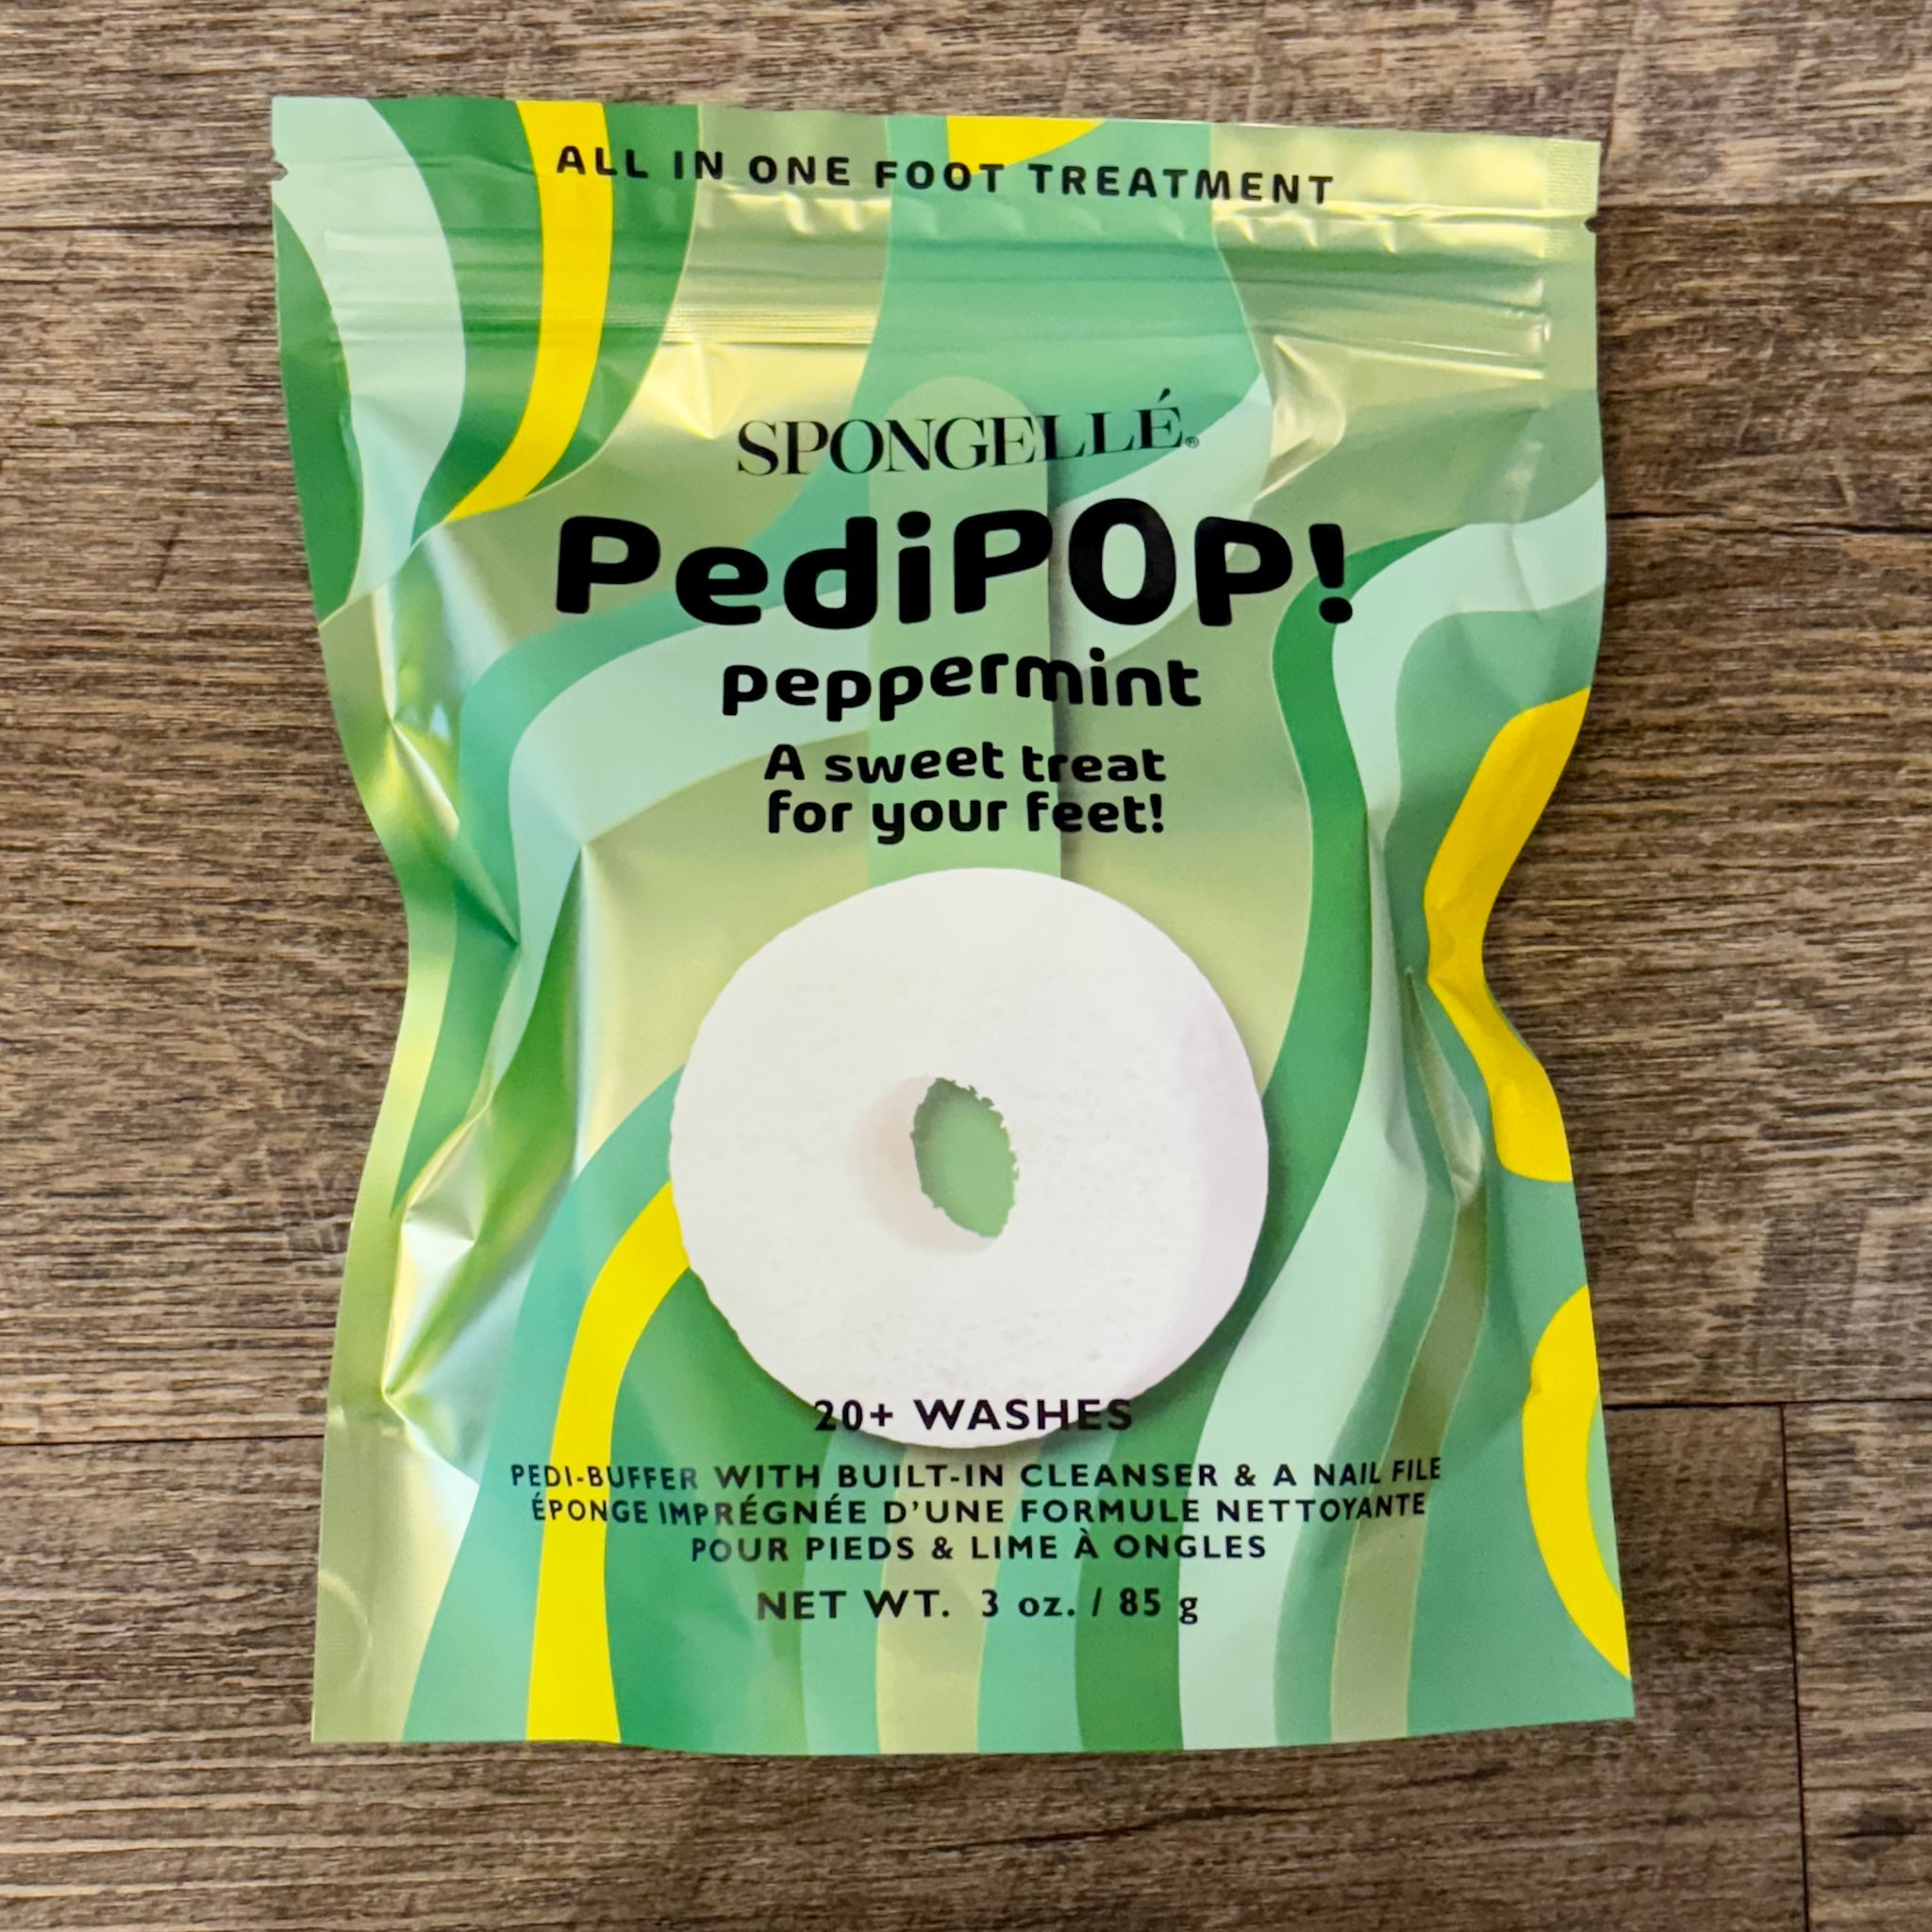 ALL IN ONE FOOT TREATMENT
SPONGELLÉ®
PediPOP!
peppermint
A sweet treat
for your feet!
20+ WASHES
PEDI-BUFFER WITH BUILT-IN CLEANSER & A NAIL FILE
ÉPONGE IMPRÉGNÉE D'UNE FORMULE NETTOYANTE
POUR PIEDS & LIME À ONGLES
NET WT. 3 oz. / 85 g